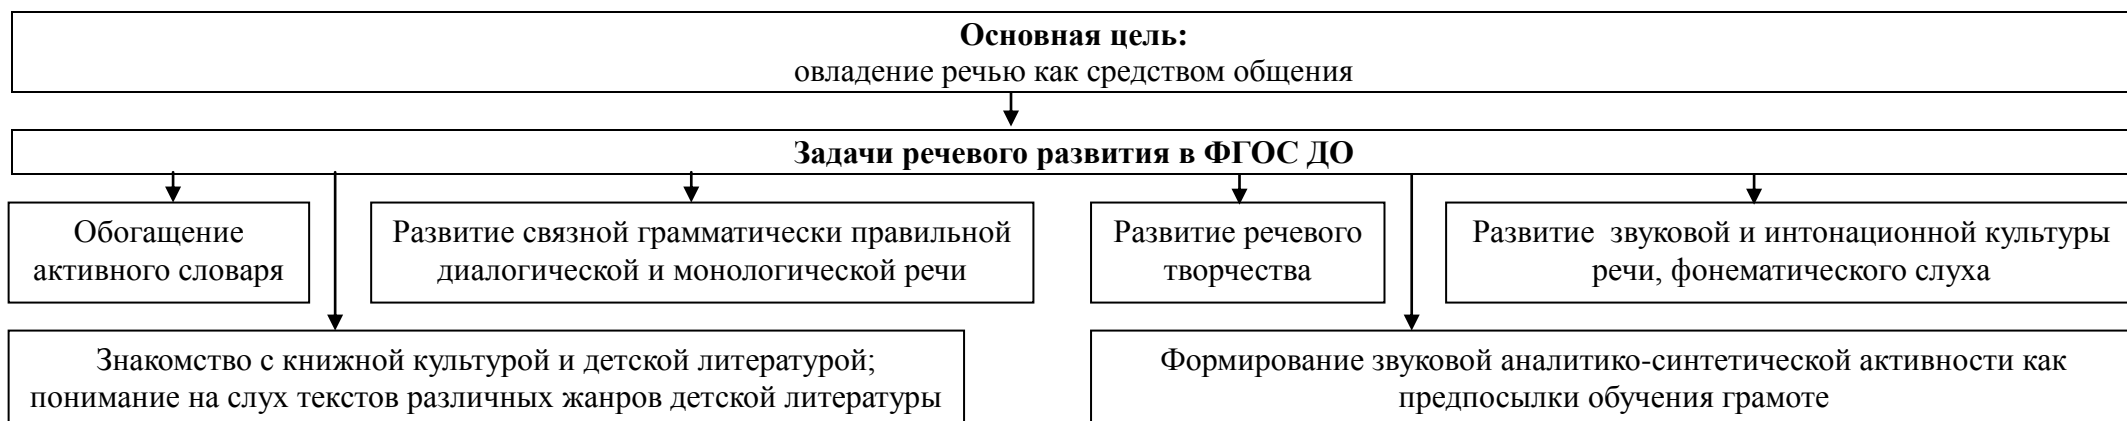 Основная цель:
овладение речью как средством общения
Задачи речевого развития в ФГОС ДО
Обогащение
активного словаря
Развитие связной грамматически правильной
диалогической и монологической речи
Развитие речевого
творчества
Развитие звуковой и интонационной культуры
речи, фонематического слуха
Знакомство с книжной культурой и детской литературой;
понимание на слух текстов различных жанров детской литературы
Формирование звуковой аналитико-синтетической активности как
предпосылки обучения грамоте